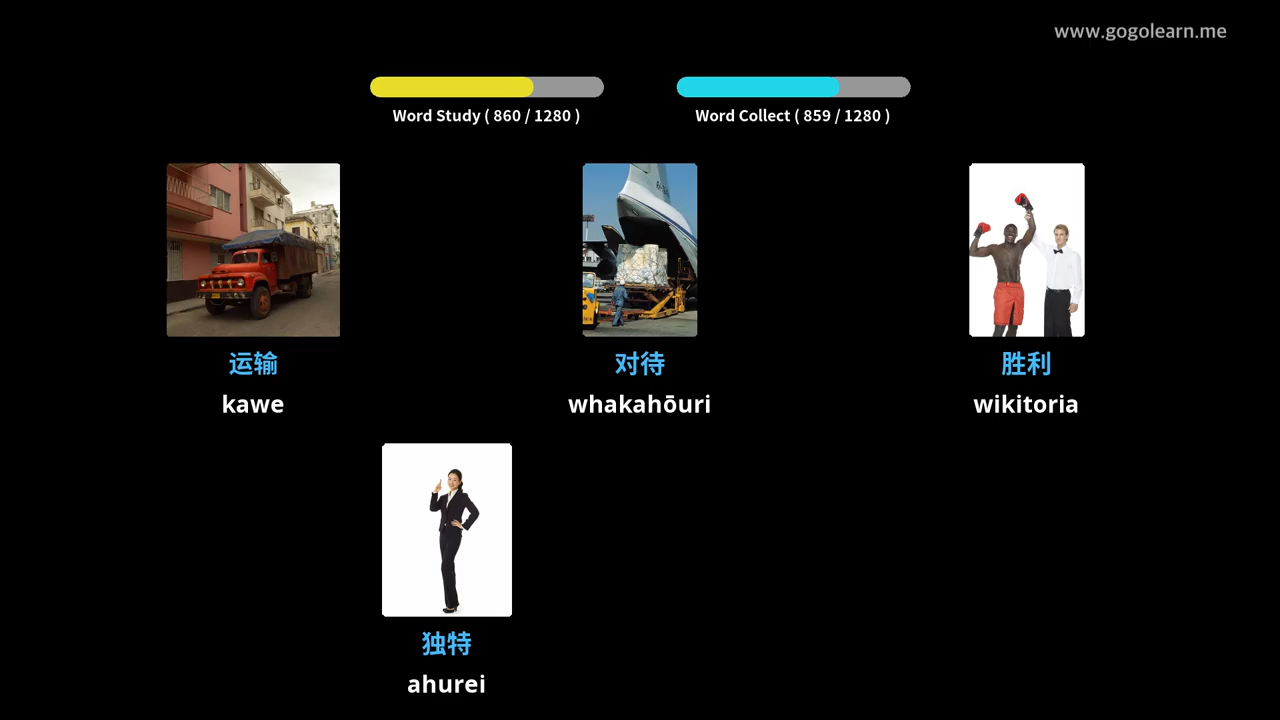 www.gogolearn.me
Word Study ( 860 / 1280 )
Word Collect ( 859 / 1280 )
运输
对待
胜利
kawe
whakahōuri
wikitoria
独特
ahurei